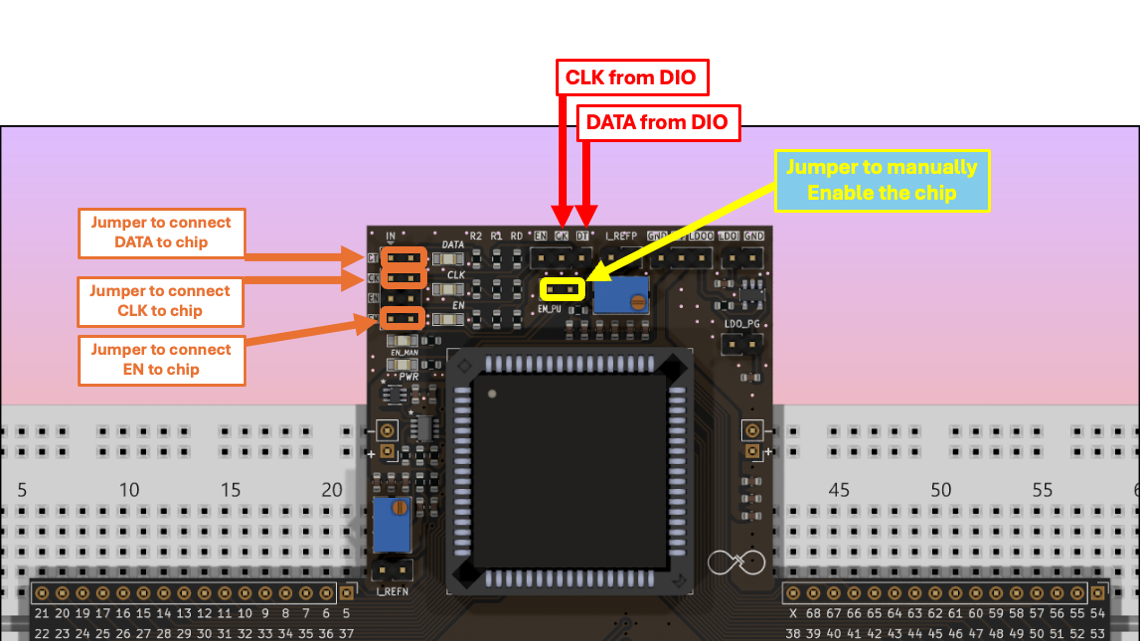 CLK from DIO
DATA from DIO
Jumper to manually
Enable the chip
Jumper to connect
DATA to chip
Jumper to connect
CLK to chip
Jumper to connect
EN to chip
IN
R2 R1 RD EN CK DT I_REFP LDOO LDOI GND
DATA
CLK
EN
EN_PU
LDO_PG
EN_MAN
PWR
- -
+ +
5 10 15 20 45 50 55
I_REFN
21 20 19 17 16 15 14 13 12 11 10 9 8 7 6 5
22 23 24 25 26 27 28 29 30 31 32 33 34 35 36 37
X 68 67 66 65 64 63 62 61 60 59 58 57 56 55 54
38 39 40 41 42 43 44 45 46 47 48 49 50 51 52 53